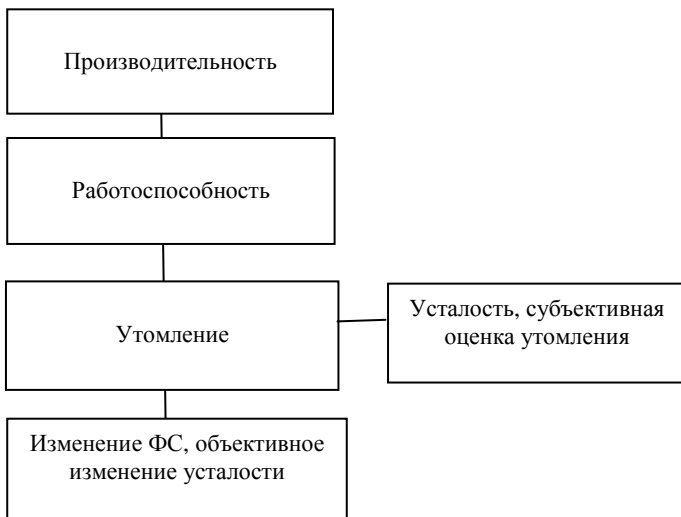 Производительность
Работоспособность
Утомление
Усталость, субъективная
оценка утомления
Изменение ФС, объективное
изменение усталости